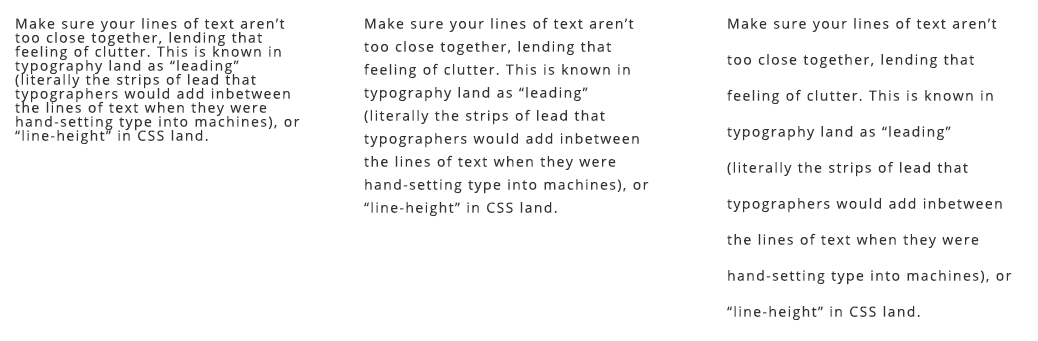 Make sure your lines of text aren’t
too close together, lending that
feeling of clutter. This is known in
typography land as “leading”
(literally the strips of lead that
typographers would add inbetween
the lines of text when they were
hand-setting type into machines), or
“line-height” in CSS land.
Make sure your lines of text aren’t
too close together, lending that
feeling of clutter. This is known in
typography land as “leading”
(literally the strips of lead that
typographers would add inbetween
the lines of text when they were
hand-setting type into machines), or
“line-height” in CSS land.
Make sure your lines of text aren’t
too close together, lending that
feeling of clutter. This is known in
typography land as “leading”
(literally the strips of lead that
typographers would add inbetween
the lines of text when they were
hand-setting type into machines), or
“line-height” in CSS land.